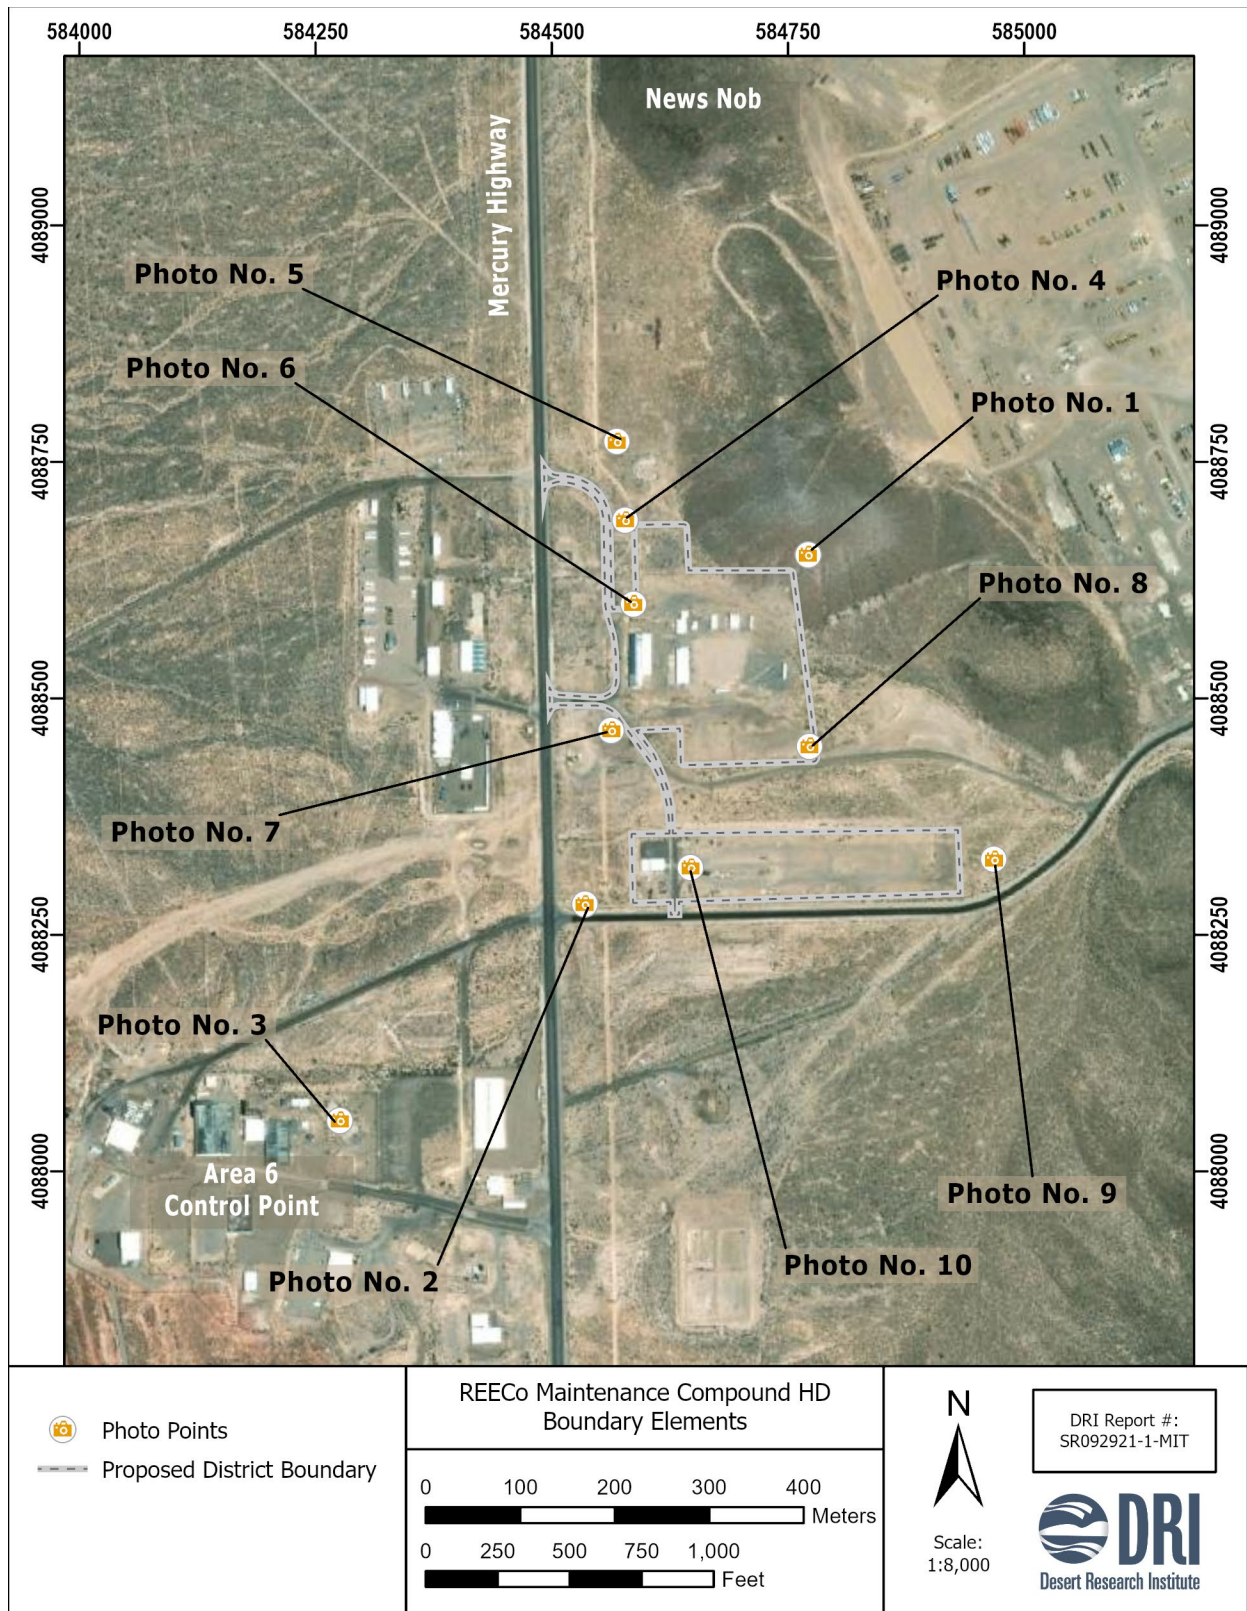 584000 584250 584500 584750 585000
News Nob
Mercury Highway
4089000
4089000
Photo No. 5
Photo No. 4
Photo No. 6
Photo No. 1
4088750
4088750
Photo No. 8
4088500
4088500
Photo No. 7
4088250
4088250
Photo No. 3
4088000
4088000
Area 6
Control Point
Photo No. 9
Photo No. 10
Photo No. 2
Photo Points
Proposed District Boundary
REECo Maintenance Compound HD
Boundary Elements
0 100 200 300 400
Meters
0 250 500 750 1,000
Feet
N
Scale:
1:8,000
DRI Report #:
SR092921-1-MIT
DRI
Desert Research Institute